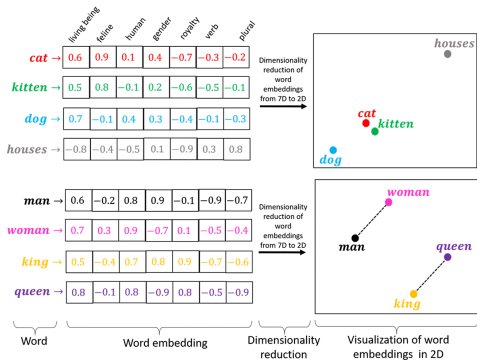 living being feline human gender royalty verb plural
cat → 0.6 0.9 0.1 0.4 −0.7 −0.3 −0.2
kitten → 0.5 0.8 −0.1 0.2 −0.6 −0.5 −0.1
dog → 0.7 −0.1 0.4 0.3 −0.4 −0.1 −0.3
houses → −0.8 −0.4 −0.5 0.1 −0.9 0.3 0.8
Dimensionality
reduction of
word
embeddings
from 7D to 2D
houses
cat
kitten
dog
man → 0.6 −0.2 0.8 0.9 −0.1 −0.9 −0.7
woman → 0.7 0.3 0.9 −0.7 0.1 −0.5 −0.4
king → 0.5 −0.4 0.7 0.8 0.9 −0.7 −0.6
queen → 0.8 −0.1 0.8 −0.9 0.8 −0.5 −0.9
Dimensionality
reduction of
word
embeddings
from 7D to 2D
woman
man
queen
king
Word
Word embedding
Dimensionality
reduction
Visualization of word
embeddings in 2D